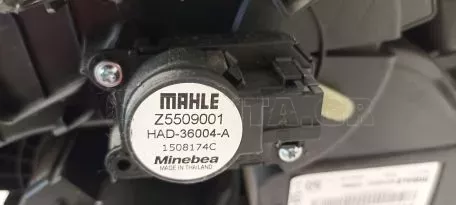 MAHLE
Z5509001
HAD-36004-A
1508174C
Minebea
MADE IN THAILAND